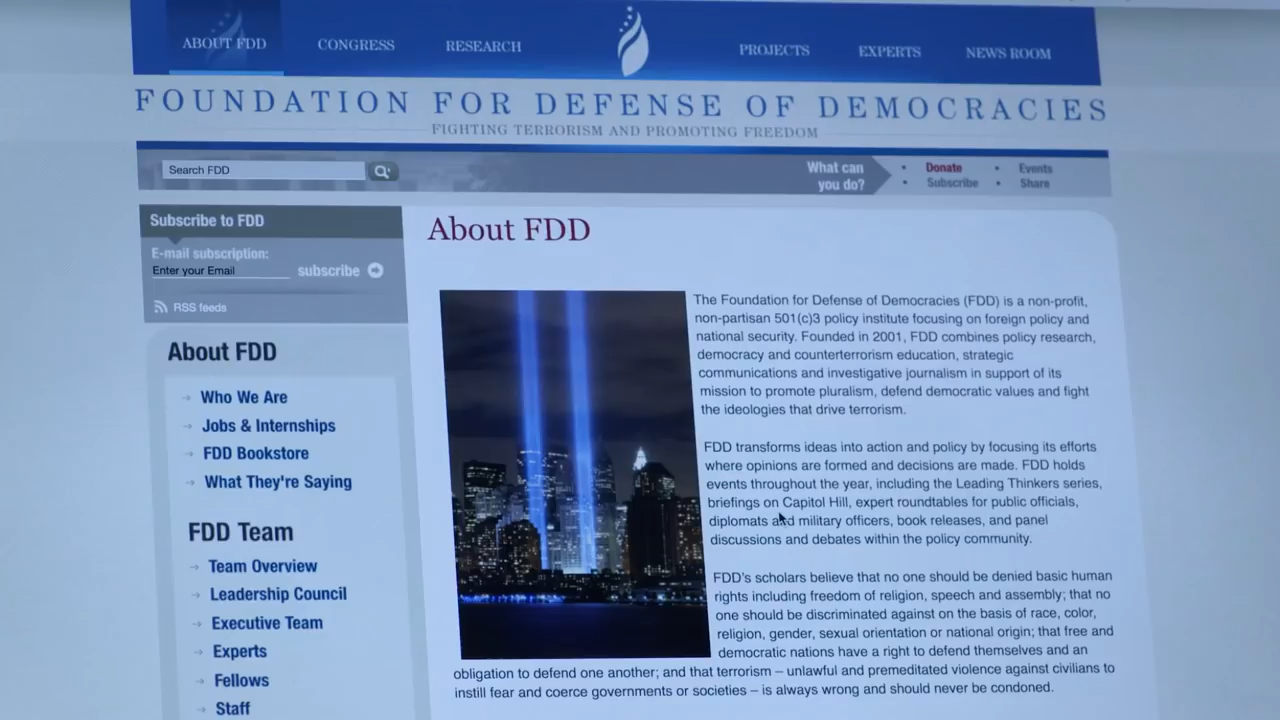 ABOUT FDD
CONGRESS
RESEARCH
PROJECTS
EXPERTS
NEWS ROOM
FOUNDATION FOR DEFENSE OF DEMOCRACIES
FIGHTING TERRORISM AND PROMOTING FREEDOM
Search FDD
What can
you do?
• Donate • Events
• Subscribe • Share
Subscribe to FDD
E-mail subscription:
Enter your Email subscribe
RSS feeds
About FDD
Who We Are
Jobs & Internships
FDD Bookstore
What They're Saying
FDD Team
Team Overview
Leadership Council
Executive Team
Experts
Fellows
Staff
About FDD
The Foundation for Defense of Democracies (FDD) is a non-profit,
non-partisan 501(c)3 policy institute focusing on foreign policy and
national security. Founded in 2001, FDD combines policy research,
democracy and counterterrorism education, strategic
communications and investigative journalism in support of its
mission to promote pluralism, defend democratic values and fight
the ideologies that drive terrorism.
FDD transforms ideas into action and policy by focusing its efforts
where opinions are formed and decisions are made. FDD holds
events throughout the year, including the Leading Thinkers series,
briefings on Capitol Hill, expert roundtables for public officials,
diplomats and military officers, book releases, and panel
discussions and debates within the policy community.
FDD's scholars believe that no one should be denied basic human
rights including freedom of religion, speech and assembly; that no
one should be discriminated against on the basis of race, color,
religion, gender, sexual orientation or national origin; that free and
democratic nations have a right to defend themselves and an
obligation to defend one another; and that terrorism – unlawful and premeditated violence against civilians to
instill fear and coerce governments or societies – is always wrong and should never be condoned.